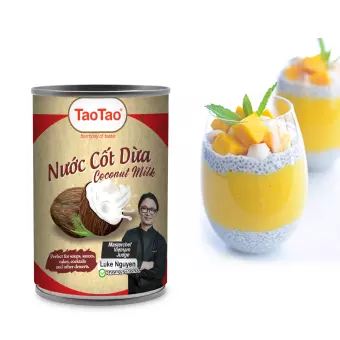 TaoTao
Nước Cốt Dừa
Coconut Milk
Masterchef
Vietnam
Judge
Luke Nguyen
Perfect for soups, sauces,
cakes, cocktails
and other desserts.